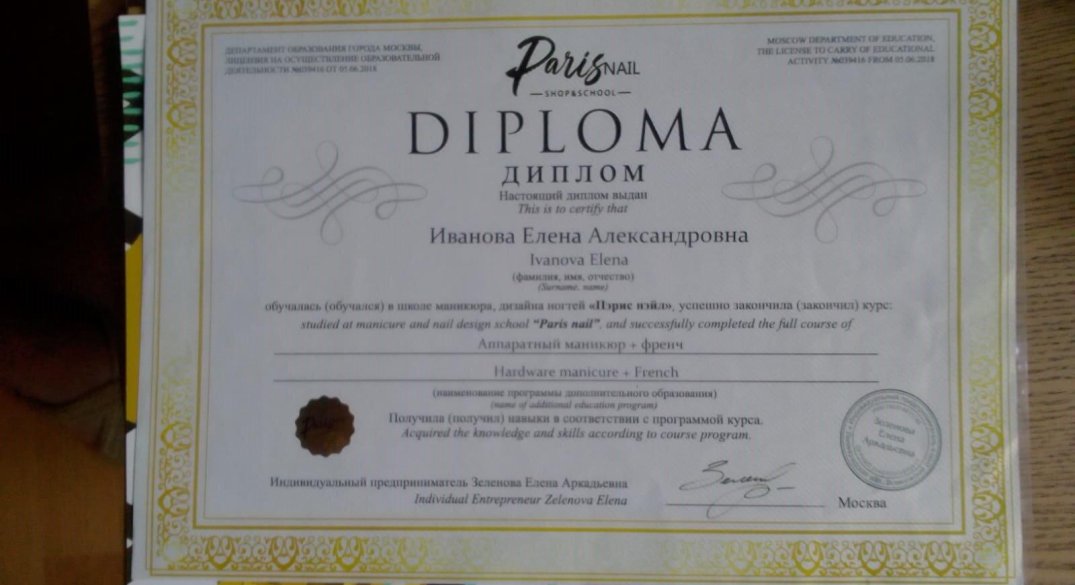 ДЕПАРТАМЕНТ ОБРАЗОВАНИЯ ГОРОДА МОСКВЫ,
ЛИЦЕНЗИЯ НА ОСУЩЕСТВЛЕНИЕ ОБРАЗОВАТЕЛЬНОЙ
ДЕЯТЕЛЬНОСТИ №039416 ОТ 05.06.2018
MOSCOW DEPARTMENT OF EDUCATION,
THE LICENSE TO CARRY OF EDUCATIONAL
ACTIVITY. №039416 FROM 05.06.2018
Paris NAIL
SHOP&SCHOOL
DIPLOMA
ДИПЛОМ
Настоящий диплом выдан
This is to certify that
Иванова Елена Александровна
Ivanova Elena
(фамилия, имя, отчество)
(Surname, name)
обучалась (обучался) в школе маникюра, дизайна ногтей «Пэрис нэйл», успешно закончила (закончил) курс:
studied at manicure and nail design school "Paris nail", and successfully completed the full course of
Аппаратный маникюр + френч
Hardware manicure + French
(наименование программы дополнительного образования)
(name of additional education program)
Получила (получил) навыки в соответствии с программой курса.
Acquired the knowledge and skills according to course program.
Paris
Зеленова
Елена
Аркадьевна
Индивидуальный предприниматель Зеленова Елена Аркадьевна
Individual Entrepreneur Zelenova Elena
Москва